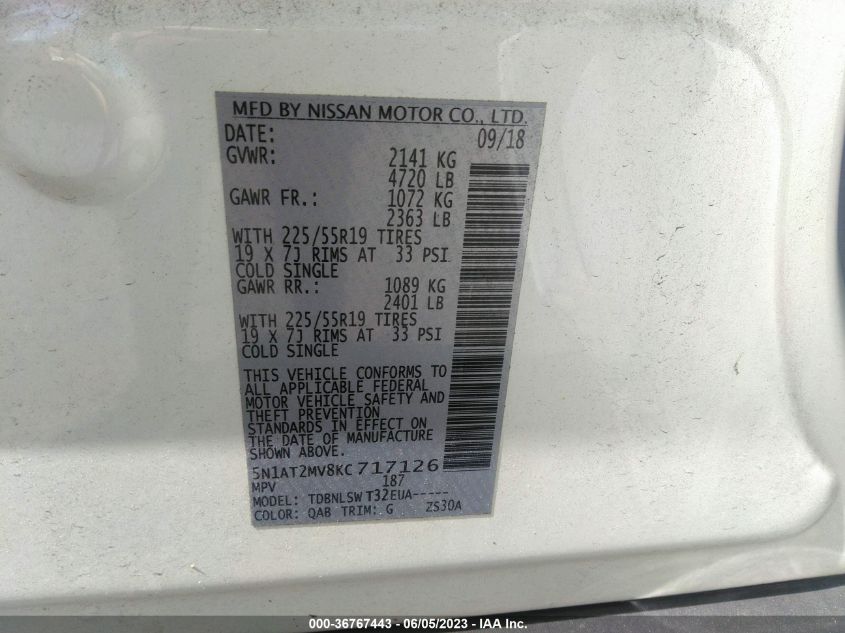 MFD BY NISSAN MOTOR CO., LTD.
DATE: 09/18
GVWR: 2141 KG
4720 LB
GAWR FR.: 1072 KG
2363 LB
WITH 225/55R19 TIRES
19 X 7J RIMS AT 33 PSI
COLD SINGLE
GAWR RR.: 1089 KG
2401 LB
WITH 225/55R19 TIRES
19 X 7J RIMS AT 33 PSI
COLD SINGLE
THIS VEHICLE CONFORMS TO
ALL APPLICABLE FEDERAL
MOTOR VEHICLE SAFETY AND
THEFT PREVENTION
STANDARDS IN EFFECT ON
THE DATE OF MANUFACTURE
SHOWN ABOVE.
5N1AT2MV8KC717126
MPV 187
MODEL: TDBNLSWT32EUA-----
COLOR: QAB TRIM: G ZS30A
000-36767443 - 06/05/2023 - IAA Inc.